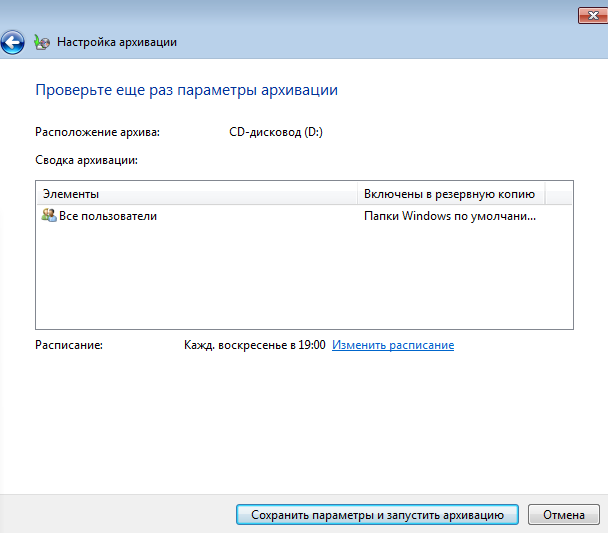 Настройка архивации
Проверьте еще раз параметры архивации
Расположение архива: CD-дисковод (D:)
Сводка архивации:
Элементы Включены в резервную копию
Все пользователи Папки Windows по умолчани...
Расписание: Кажд. воскресенье в 19:00 Изменить расписание
Сохранить параметры и запустить архивацию Отмена